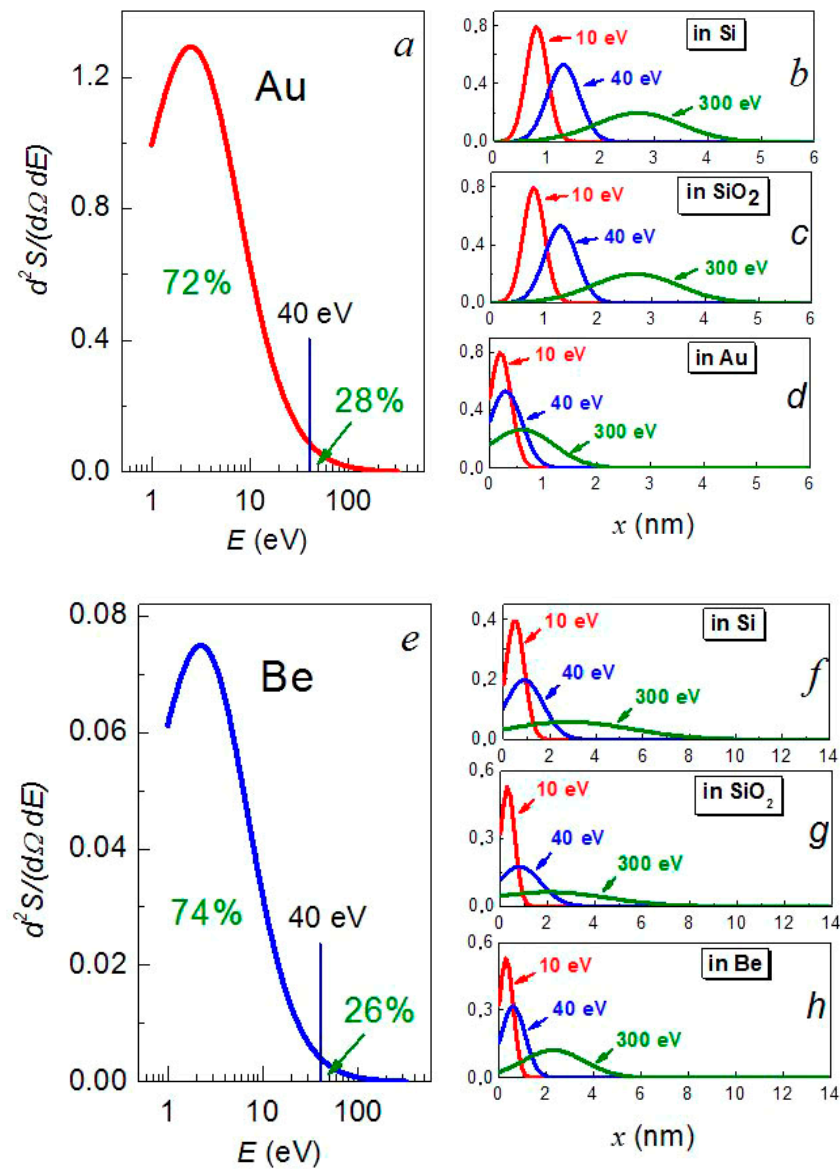 a
Au
d²S/(dΩ dE)
1.2
0.8
0.4
0.0
72%
40 eV
28%
1 10 100
E (eV)
in Si
b
10 eV
40 eV
300 eV
0.8
0.4
0.0
0 1 2 3 4 5 6
in SiO₂
c
10 eV
40 eV
300 eV
0.8
0.4
0.0
0 1 2 3 4 5 6
in Au
d
10 eV
40 eV
300 eV
0.8
0.4
0.0
0 1 2 3 4 5 6
x (nm)
e
Be
d²S/(dΩ dE)
0.08
0.06
0.04
0.02
0.00
74%
40 eV
26%
1 10 100
E (eV)
in Si
f
10 eV
40 eV
300 eV
0.4
0.2
0.0
0 2 4 6 8 10 12 14
in SiO₂
g
10 eV
40 eV
300 eV
0.6
0.3
0.0
0 2 4 6 8 10 12 14
in Be
h
10 eV
40 eV
300 eV
0.6
0.3
0.0
0 2 4 6 8 10 12 14
x (nm)